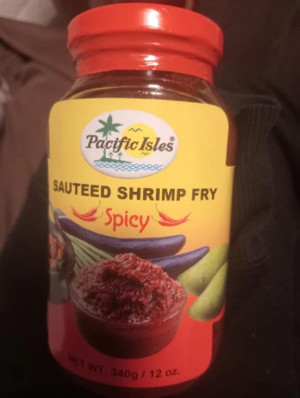 Pacific Isles®
SAUTEED SHRIMP FRY
Spicy
NET WT. 340g / 12 oz.